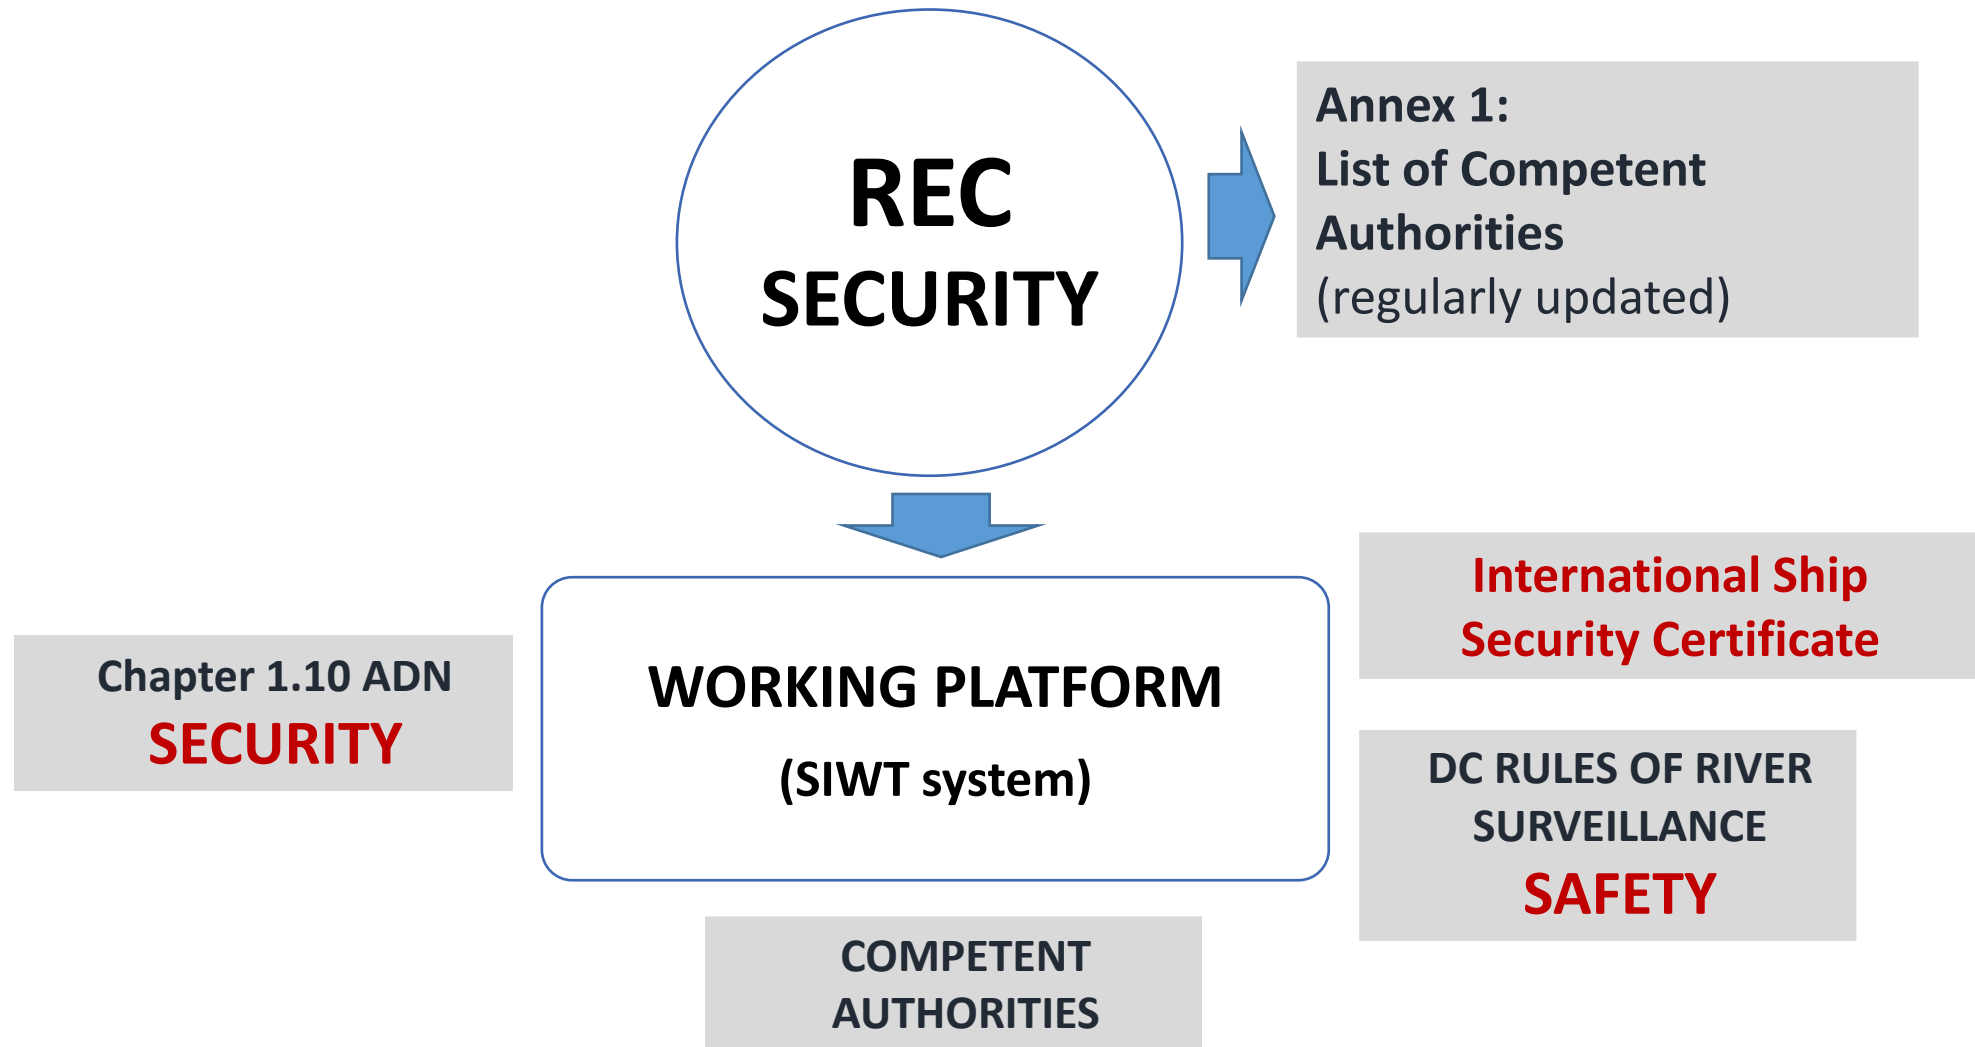 REC
SECURITY
Annex 1:
List of Competent
Authorities
(regularly updated)
International Ship
Security Certificate
Chapter 1.10 ADN
SECURITY
WORKING PLATFORM
(SIWT system)
DC RULES OF RIVER
SURVEILLANCE
SAFETY
COMPETENT
AUTHORITIES